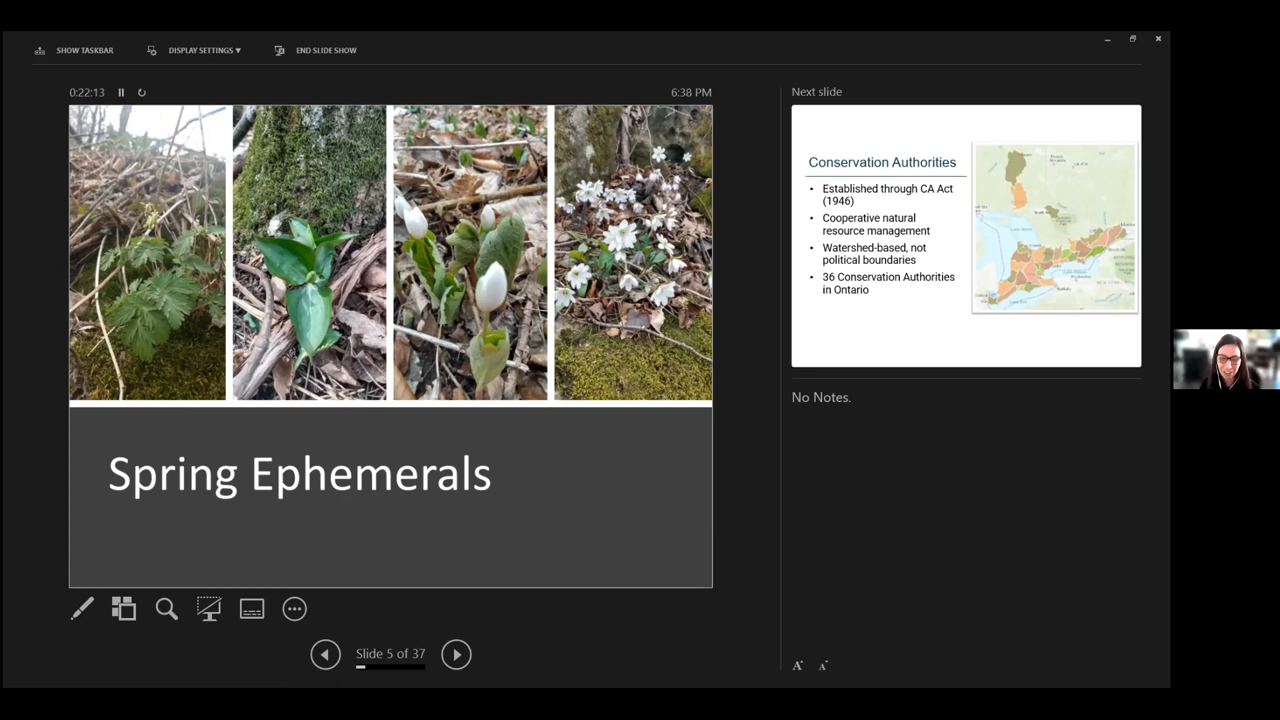 SHOW TASKBAR
DISPLAY SETTINGS ▾
END SLIDE SHOW
0:22:13
6:38 PM
Spring Ephemerals
Slide 5 of 37
Next slide
Conservation Authorities
• Established through CA Act
(1946)
• Cooperative natural
resource management
• Watershed-based, not
political boundaries
• 36 Conservation Authorities
in Ontario
No Notes.
A
A